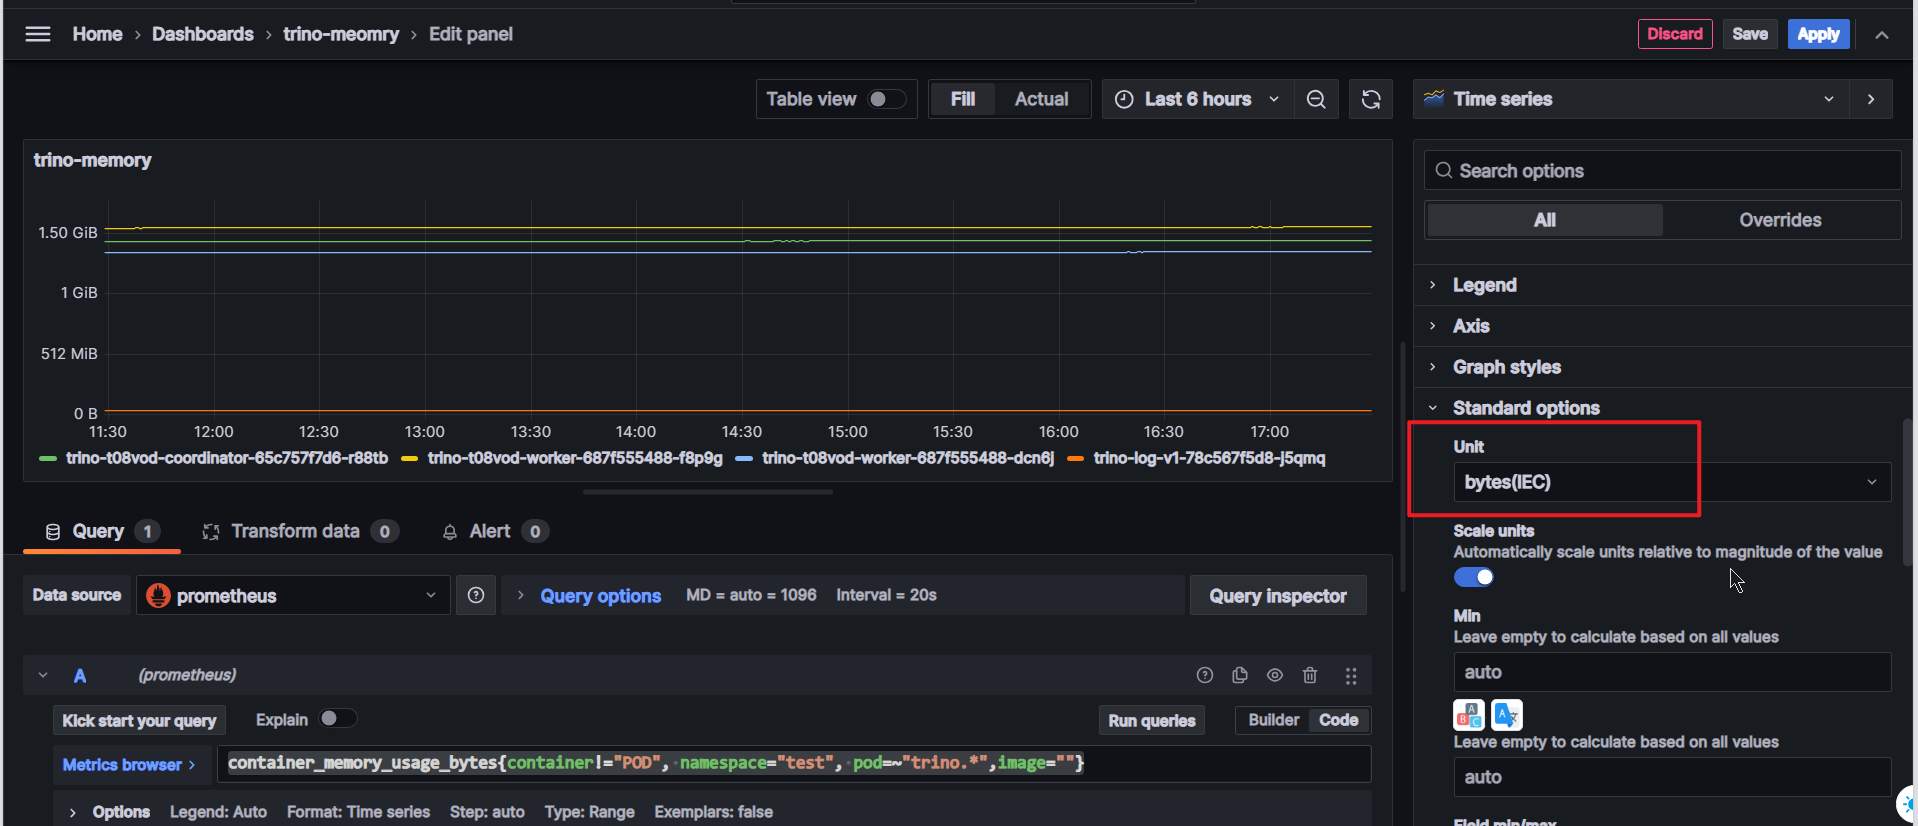 Home › Dashboards › trino-meomry › Edit panel
Discard Save Apply
Table view Fill Actual Last 6 hours
Time series
trino-memory
1.50 GiB
1 GiB
512 MiB
0 B
11:30 12:00 12:30 13:00 13:30 14:00 14:30 15:00 15:30 16:00 16:30 17:00
trino-t08vod-coordinator-65c757f7d6-r88tb trino-t08vod-worker-687f555488-f8p9g trino-t08vod-worker-687f555488-dcn6j trino-log-v1-78c567f5d8-j5qmq
Query 1 Transform data 0 Alert 0
Data source prometheus Query options MD = auto = 1096 Interval = 20s Query inspector
A (prometheus)
Kick start your query Explain Run queries Builder Code
Metrics browser › container_memory_usage_bytes{container!="POD", namespace="test", pod=~"trino.*",image=""}
Options Legend: Auto Format: Time series Step: auto Type: Range Exemplars: false
Search options
All Overrides
Legend
Axis
Graph styles
Standard options
Unit
bytes(IEC)
Scale units
Automatically scale units relative to magnitude of the value
Min
Leave empty to calculate based on all values
auto
A B C A
Leave empty to calculate based on all values
auto
Field min/max